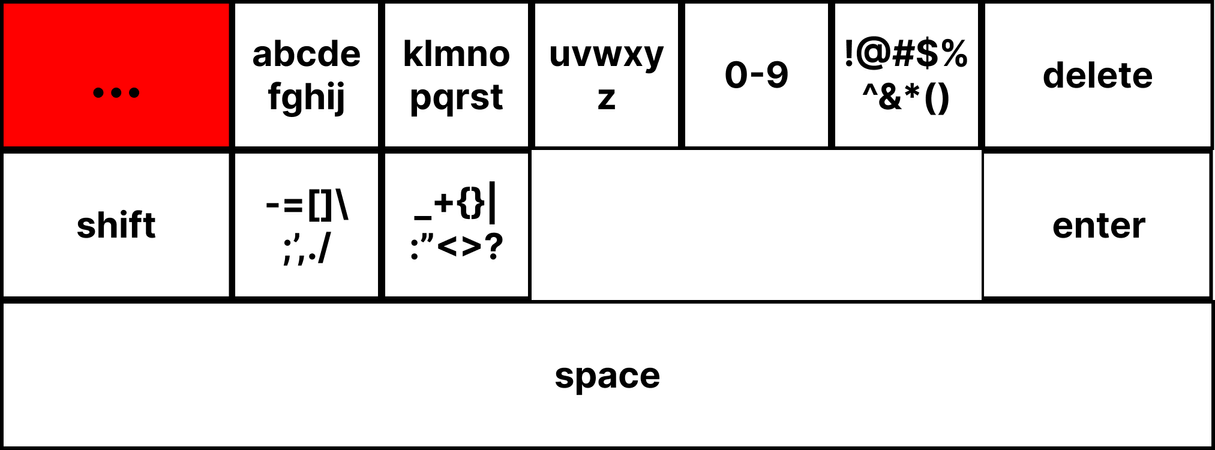 ...
abcde
fghij
klmno
pqrst
uvwxy
z
0-9
!@#$%
^&*()
delete
shift
-=[]\
;’,./
_+{}|
:”<>?
enter
space